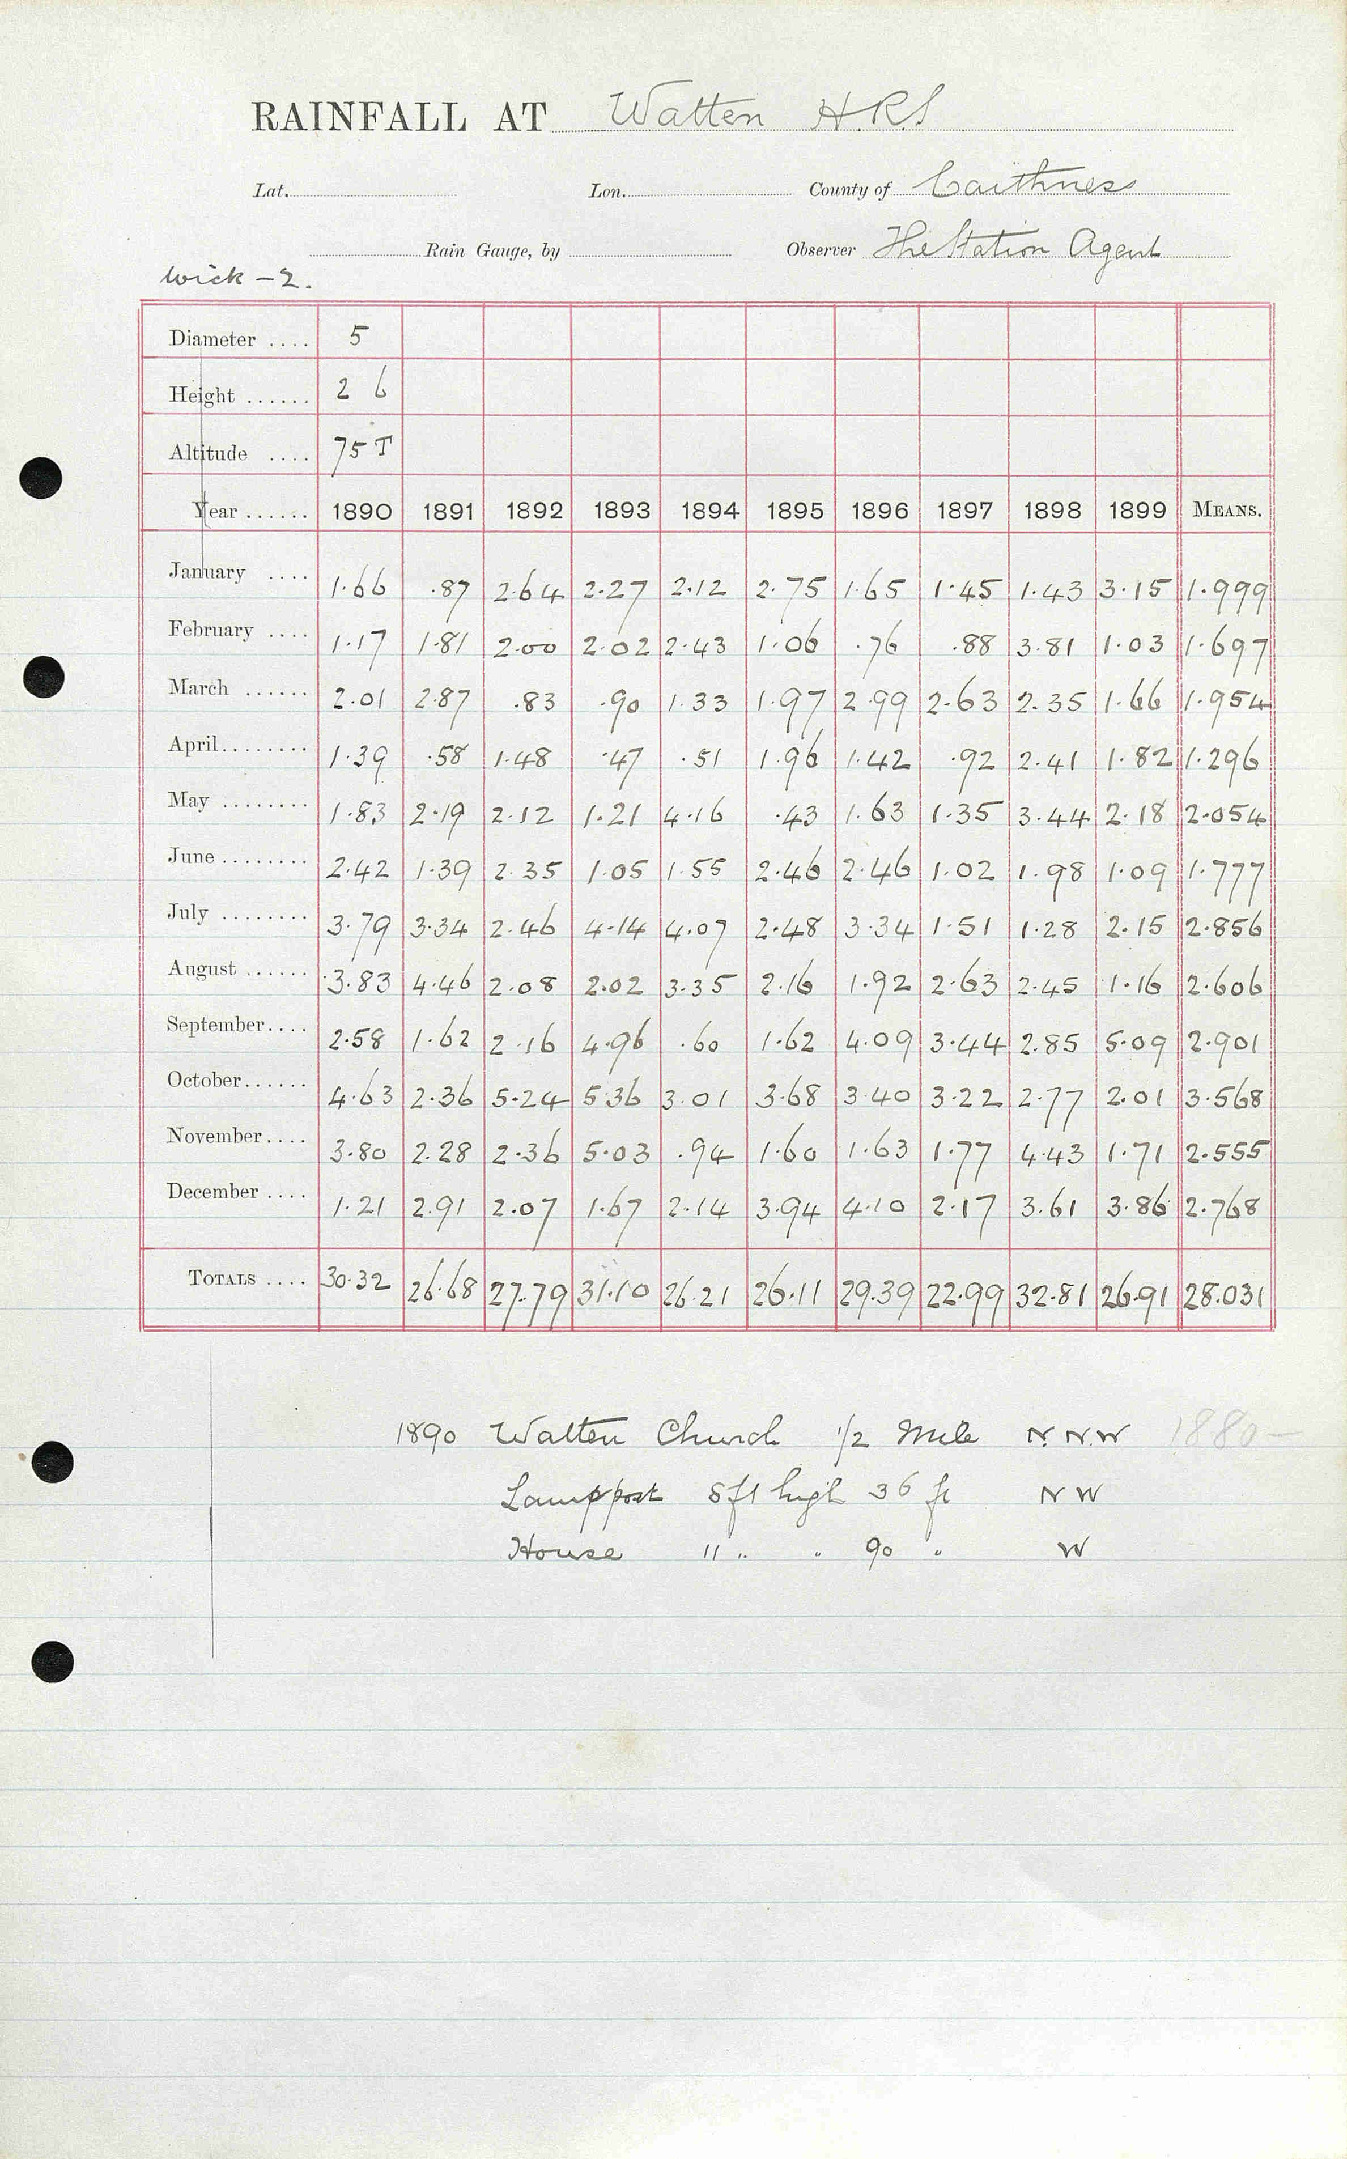 RAINFALL AT Watten H.R.S
Lat. Lon. County of Caithness
Rain Gauge, by Observer The Station Agent
Wick – 2.
Diameter .... 5
Height ...... 2 6
Altitude .... 75 T
Year ...... 1890 1891 1892 1893 1894 1895 1896 1897 1898 1899 MEANS.
January .... 1.66 .87 2.64 2.27 2.12 2.75 1.65 1.45 1.43 3.15 1.999
February .... 1.17 1.81 2.00 2.02 2.43 1.06 .76 .88 3.81 1.03 1.697
March ...... 2.01 2.87 .83 .90 1.33 1.97 2.99 2.63 2.35 1.66 1.954
April........ 1.39 .58 1.48 .47 .51 1.96 1.42 .92 2.41 1.82 1.296
May ........ 1.83 2.19 2.12 1.21 4.16 .43 1.63 1.35 3.44 2.18 2.054
June ........ 2.42 1.39 2.35 1.05 1.55 2.46 2.46 1.02 1.98 1.09 1.777
July ........ 3.79 3.34 2.46 4.14 4.07 2.48 3.34 1.51 1.28 2.15 2.856
August ...... 3.83 4.46 2.08 2.02 3.35 2.16 1.92 2.63 2.45 1.16 2.606
September.... 2.58 1.62 2.16 4.96 .60 1.62 4.09 3.44 2.85 5.09 2.901
October...... 4.63 2.36 5.24 5.36 3.01 3.68 3.40 3.22 2.77 2.01 3.568
November.... 3.80 2.28 2.36 5.03 .94 1.60 1.63 1.77 4.43 1.71 2.555
December .... 1.21 2.91 2.07 1.67 2.14 3.94 4.10 2.17 3.61 3.86 2.768
TOTALS .... 30.32 26.68 27.79 31.10 26.21 26.11 29.39 22.99 32.81 26.91 28.031
1890 Watten Church 1/2 Mile N.N.W 1880–
Lamppost 8ft high 36 ft NW
House 11 " " 90 " W